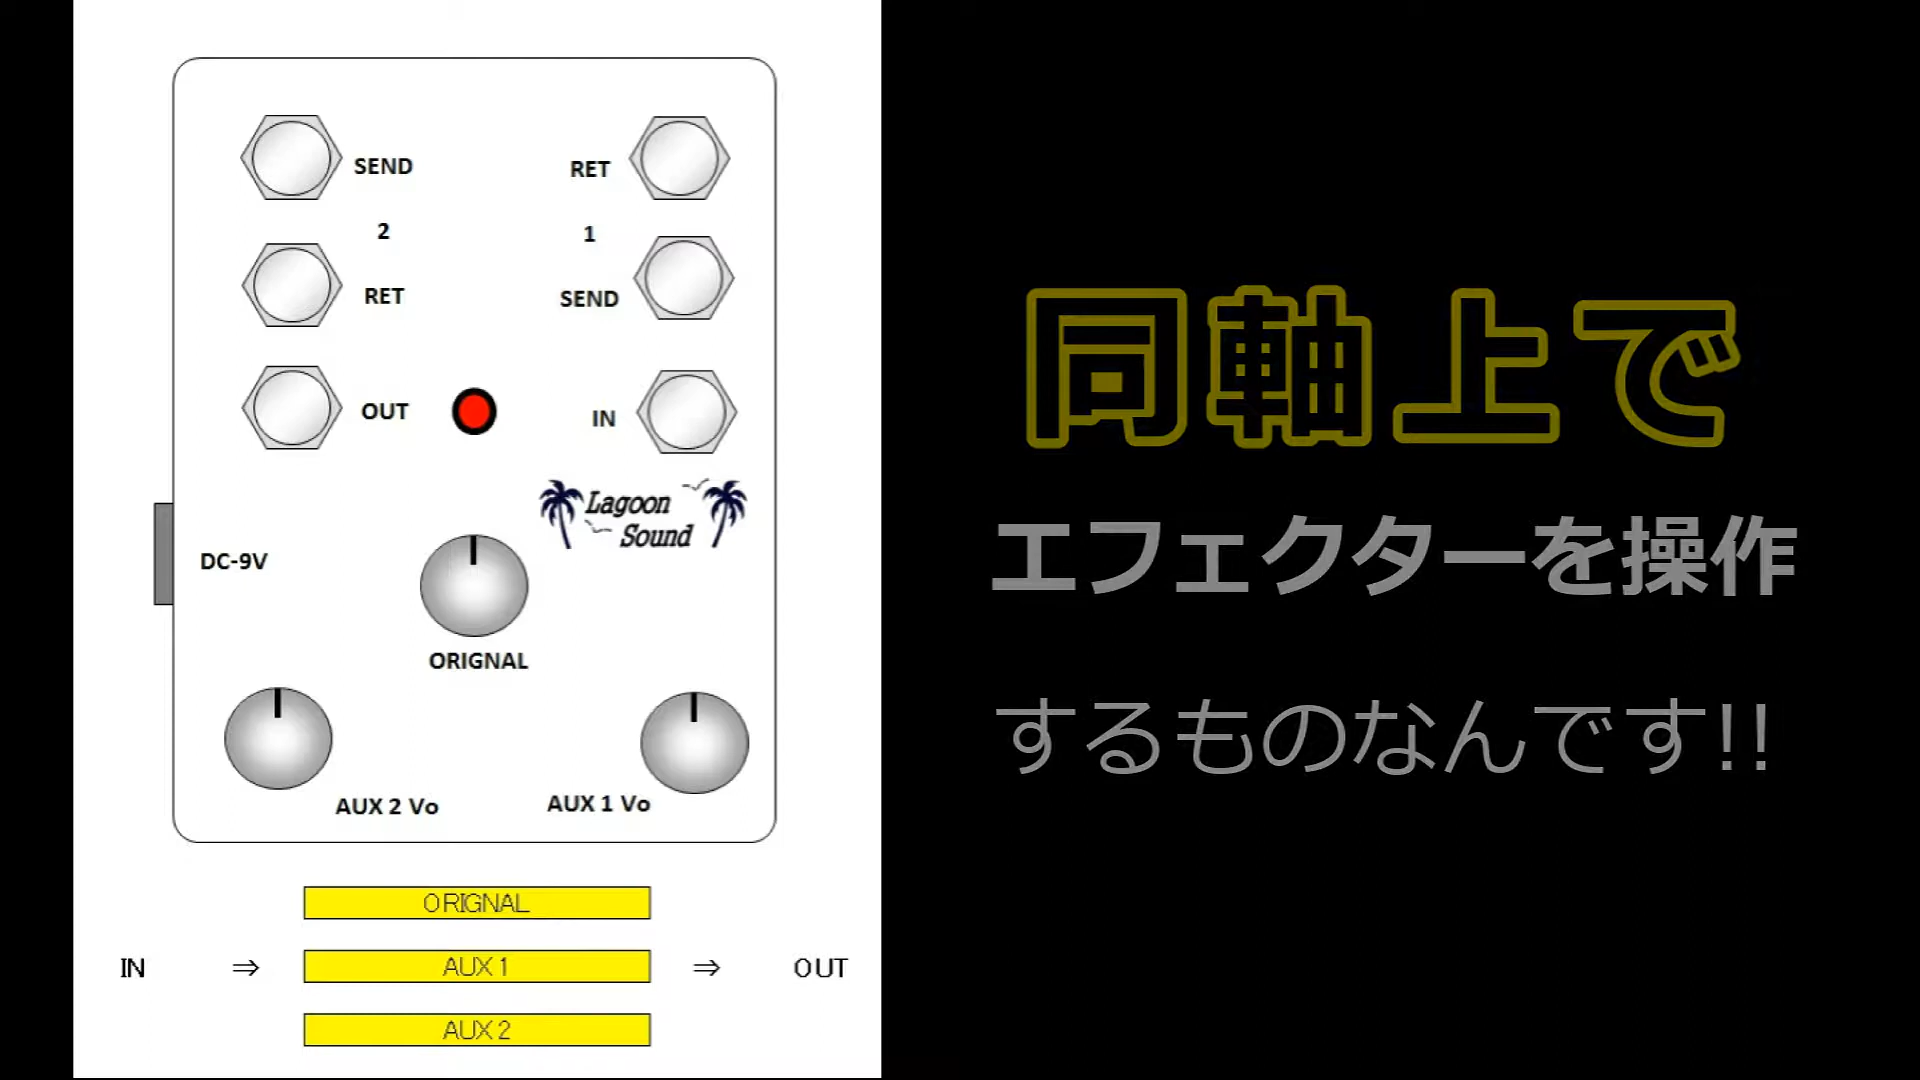 SEND
RET
2
1
RET
SEND
OUT
IN
Lagoon
Sound
DC-9V
ORIGNAL
AUX 2 Vo
AUX 1 Vo
ORIGNAL
IN ⇒ AUX 1 ⇒ OUT
AUX 2
同軸上で
エフェクターを操作
するものなんです!!